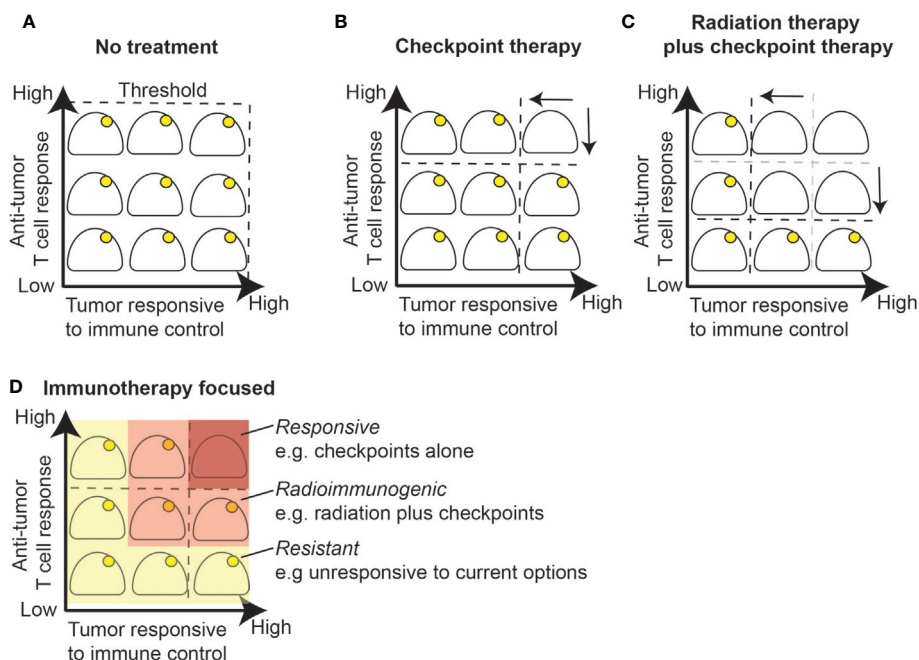 A
No treatment
High
Threshold
Anti-tumor
T cell response
Low
High
Tumor responsive
to immune control
B
Checkpoint therapy
High
Anti-tumor
T cell response
Low
High
Tumor responsive
to immune control
C
Radiation therapy
plus checkpoint therapy
High
Anti-tumor
T cell response
Low
High
Tumor responsive
to immune control
D
Immunotherapy focused
High
Anti-tumor
T cell response
Low
High
Tumor responsive
to immune control
Responsive
e.g. checkpoints alone
Radioimmunogenic
e.g. radiation plus checkpoints
Resistant
e.g unresponsive to current options